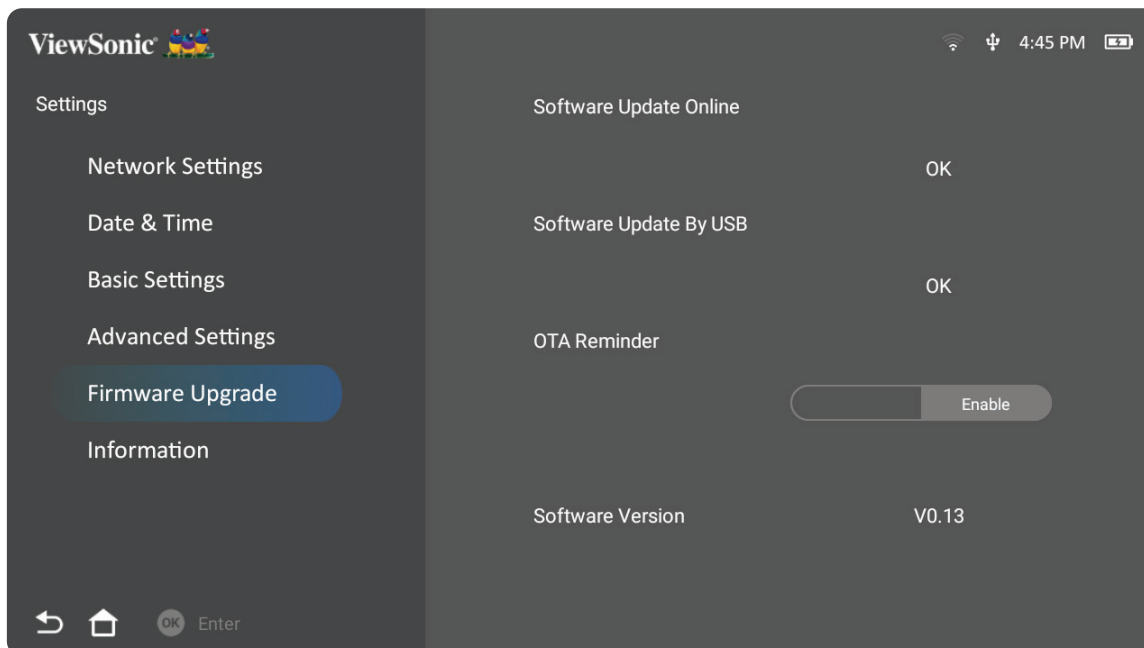 ViewSonic®
4:45 PM
Settings
Network Settings
Date & Time
Basic Settings
Advanced Settings
Firmware Upgrade
Information
OK Enter
Software Update Online
OK
Software Update By USB
OK
OTA Reminder
Enable
Software Version V0.13